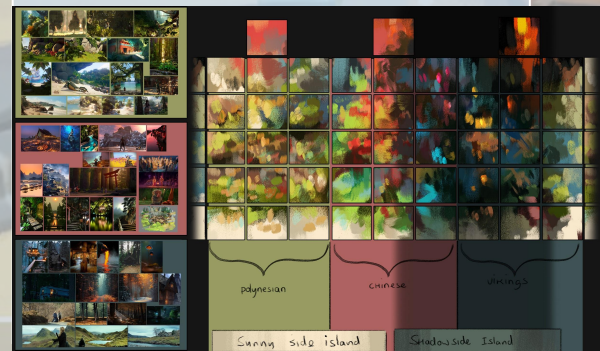 polynesian
chinese
vikings
Sunny side island
Shadowside Island